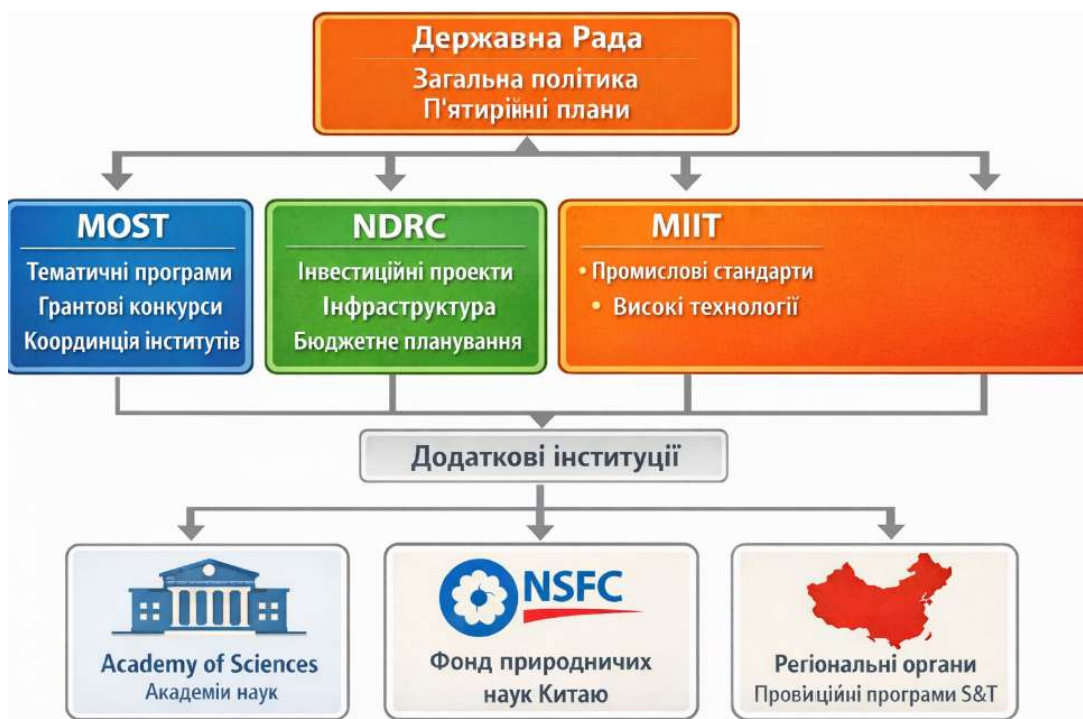 Державна Рада
Загальна політика
П'ятирійні плани
MOST
Тематичні програми
Грантові конкурси
Координція інститутів
NDRC
Інвестиційні проекти
Інфраструктура
Бюджетне планування
MIIT
• Промислові стандарти
• Високі технології
Додаткові інституції
Academy of Sciences
Академіи наук
NSFC
Фонд природничих
наук Китаю
Регіональні органи
Провиційні програми S&T